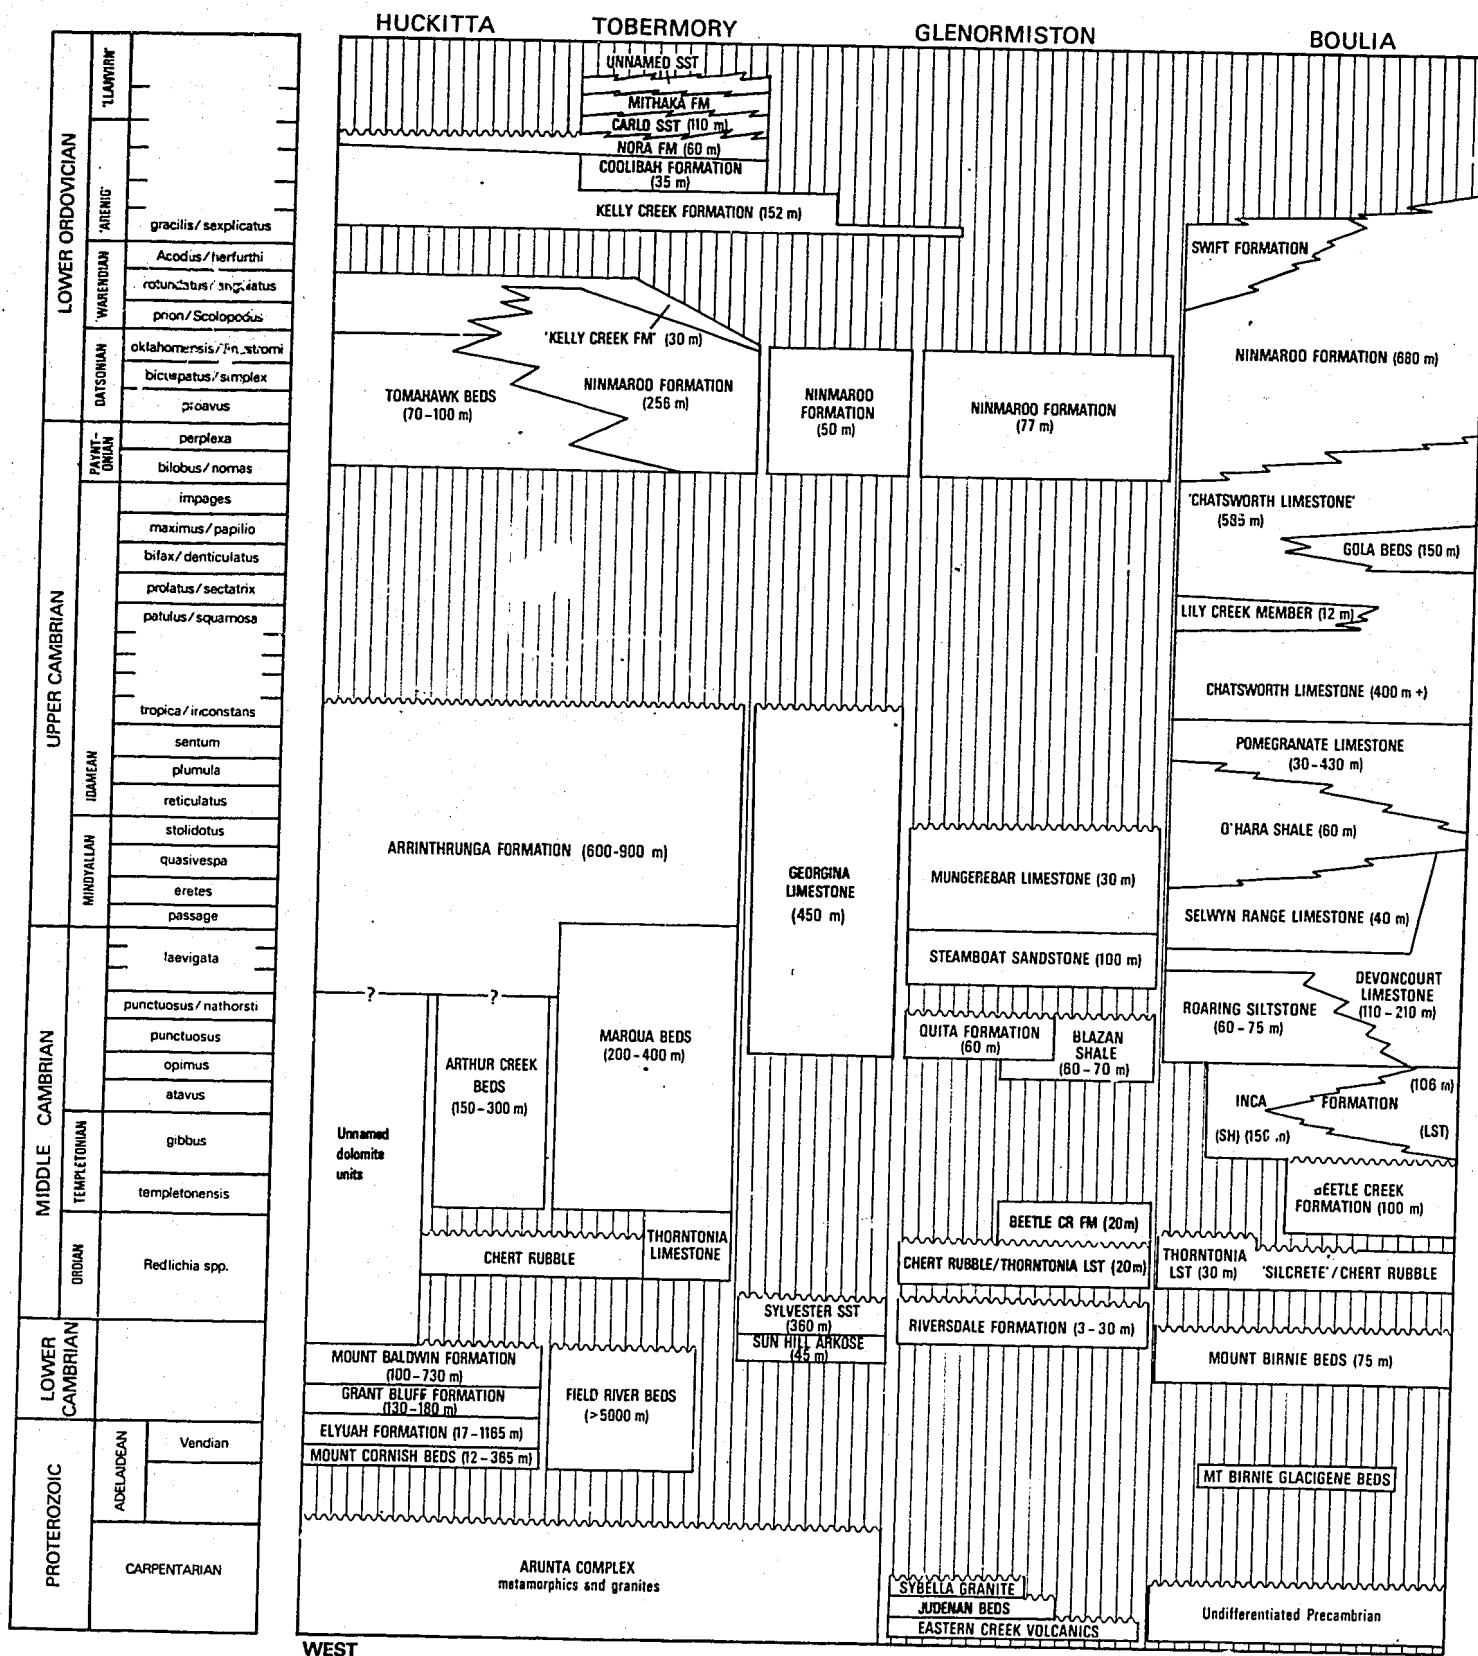 HUCKITTA
TOBERMORY
GLENORMISTON
BOULIA
LOWER ORDOVICIAN
'LLANVIRN'
'ARENIG'
gracilis/sexplicatus
'WARENDIAN
Acodus/herfurthi
prion/Scolopodus
DATSONIAN
bicuspatus/simplex
proavus
UPPER CAMBRIAN
PAYNT-
ONIAN
perplexa
bilobus/nomas
impages
maximus/papilio
bifax/denticulatus
prolatus/sectatrix
patulus/squamosa
tropica/inconstans
IDAMEAN
sentum
plumula
reticulatus
MINDYALLAN
stolidotus
quasivespa
eretes
passage
MIDDLE CAMBRIAN
laevigata
punctuosus/nathorsti
punctuosus
opimus
atavus
TEMPLETONIAN
gibbus
templetonensis
ORDIAN
Redlichia spp.
LOWER
CAMBRIAN
PROTEROZOIC
ADELAIDEAN
Vendian
CARPENTARIAN
UNNAMED SST
MITHAKA FM
CARLO SST (110 m)
NORA FM (60 m)
COOLIBAH FORMATION
(35 m)
KELLY CREEK FORMATION (152 m)
'KELLY CREEK FM' (30 m)
TOMAHAWK BEDS
(70-100 m)
NINMAROO FORMATION
(256 m)
NINMAROO
FORMATION
(50 m)
NINMAROO FORMATION
(77 m)
SWIFT FORMATION
NINMAROO FORMATION (680 m)
'CHATSWORTH LIMESTONE'
GOLA BEDS (150 m)
LILY CREEK MEMBER (12 m)
CHATSWORTH LIMESTONE (400 m +)
POMEGRANATE LIMESTONE
(30-430 m)
O'HARA SHALE (60 m)
SELWYN RANGE LIMESTONE (40 m)
ARRINTHRUNGA FORMATION (600-900 m)
GEORGINA
LIMESTONE
(450 m)
MUNGEREBAR LIMESTONE (30 m)
STEAMBOAT SANDSTONE (100 m)
DEVONCOURT
LIMESTONE
(110-210 m)
ROARING SILTSTONE
(60-75 m)
?
?
ARTHUR CREEK
BEDS
(150-300 m)
MARQUA BEDS
(200-400 m)
QUITA FORMATION
(60 m)
BLAZAN
SHALE
(60-70 m)
(106 m)
INCA FORMATION
(SH)
(LST)
Unnamed
dolomite
units
BEETLE CREEK
FORMATION (100 m)
BEETLE CR FM (20m)
CHERT RUBBLE
THORNTONIA
LIMESTONE
CHERT RUBBLE/THORNTONIA LST (20m)
THORNTONIA
LST (30 m)
'SILCRETE'/CHERT RUBBLE
SYLVESTER SST
(360 m)
SUN HILL ARKOSE
(45 m)
RIVERSDALE FORMATION (3-30 m)
MOUNT BIRNIE BEDS (75 m)
MOUNT BALDWIN FORMATION
(100-730 m)
GRANT BLUFF FORMATION
(130-180 m)
ELYUAH FORMATION (17-1165 m)
MOUNT CORNISH BEDS (12-365 m)
FIELD RIVER BEDS
(>5000 m)
MT BIRNIE GLACIGENE BEDS
ARUNTA COMPLEX
metamorphics and granites
SYBELLA GRANITE
JUDENAN BEDS
EASTERN CREEK VOLCANICS
Undifferentiated Precambrian
WEST